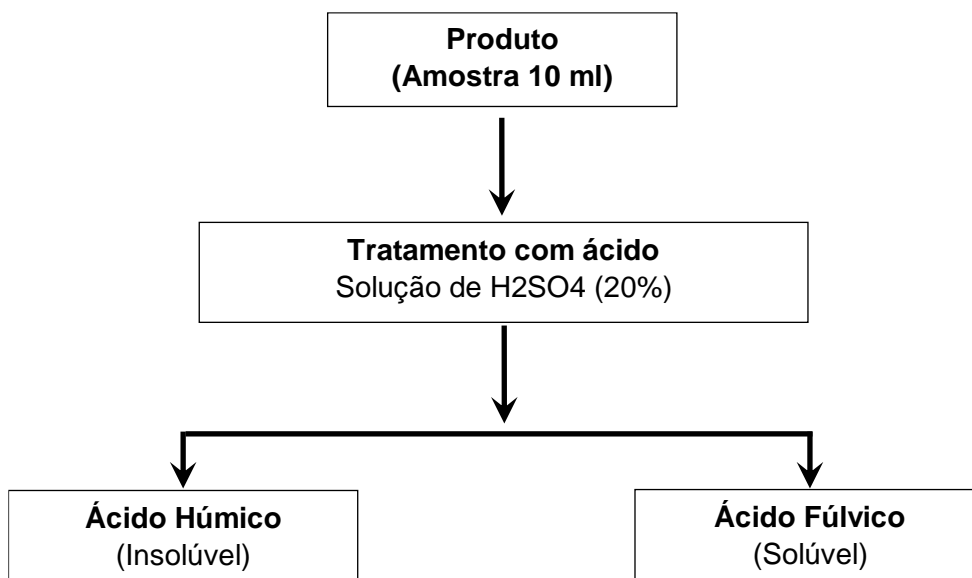 Produto
(Amostra 10 ml)
Tratamento com ácido
Solução de H2SO4 (20%)
Ácido Húmico
(Insolúvel)
Ácido Fúlvico
(Solúvel)